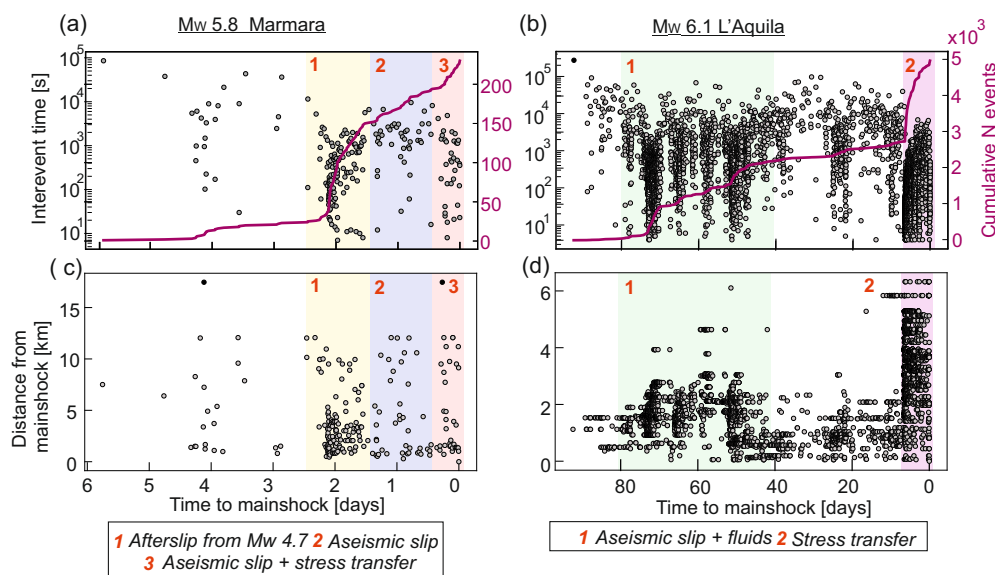 (a) Mw 5.8 Marmara
(b) Mw 6.1 L'Aquila
x10³
Interevent time [s]
10⁵
10⁴
10³
10²
10¹
1 2 3
200
150
100
50
0
10⁵
10⁴
10³
10²
10¹
1 2
5
4
3
2
1
0
Cumulative N events
60 40 20 0
(c)
Distance from
mainshock [km]
15
10
5
0
1 2 3
6 5 4 3 2 1 0
Time to mainshock [days]
(d)
6
4
2
0
1 2
80 60 40 20 0
Time to mainshock [days]
1 Afterslip from Mw 4.7 2 Aseismic slip
3 Aseismic slip + stress transfer
1 Aseismic slip + fluids 2 Stress transfer